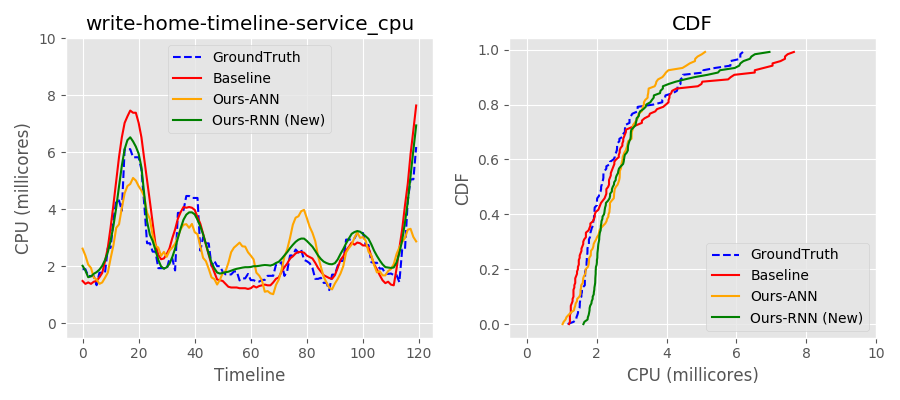 write-home-timeline-service_cpu
CPU (millicores)
10
8
6
4
2
0
GroundTruth
Baseline
Ours-ANN
Ours-RNN (New)
0 20 40 60 80 100 120
Timeline
CDF
CDF
1.0
0.8
0.6
0.4
0.2
0.0
GroundTruth
Baseline
Ours-ANN
Ours-RNN (New)
0 2 4 6 8 10
CPU (millicores)